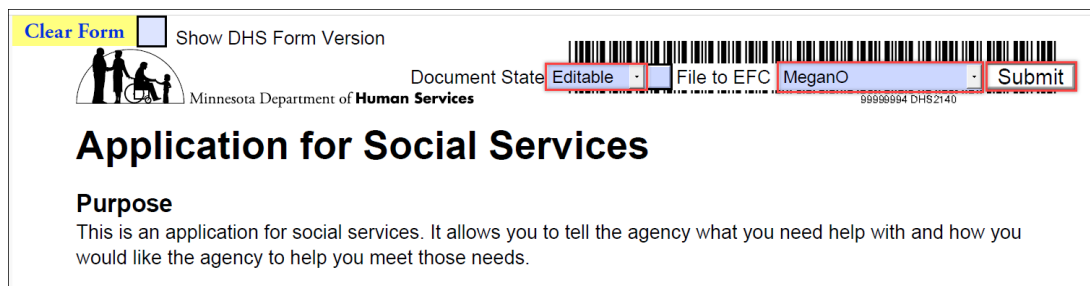 Clear Form Show DHS Form Version
Document State Editable File to EFC MeganO Submit
Minnesota Department of Human Services
99999994 DHS2140
Application for Social Services
Purpose
This is an application for social services. It allows you to tell the agency what you need help with and how you
would like the agency to help you meet those needs.